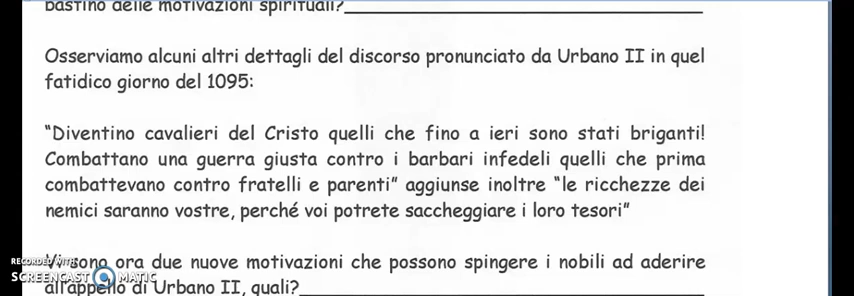 bastino delle motivazioni spirituali?
Osserviamo alcuni altri dettagli del discorso pronunciato da Urbano II in quel
fatidico giorno del 1095:
“Diventino cavalieri del Cristo quelli che fino a ieri sono stati briganti!
Combattano una guerra giusta contro i barbari infedeli quelli che prima
combattevano contro fratelli e parenti” aggiunse inoltre “le ricchezze dei
nemici saranno vostre, perché voi potrete saccheggiare i loro tesori”
Vi sono ora due nuove motivazioni che possono spingere i nobili ad aderire
all'appello di Urbano II, quali?
RECORDED WITH
SCREENCAST MATIC